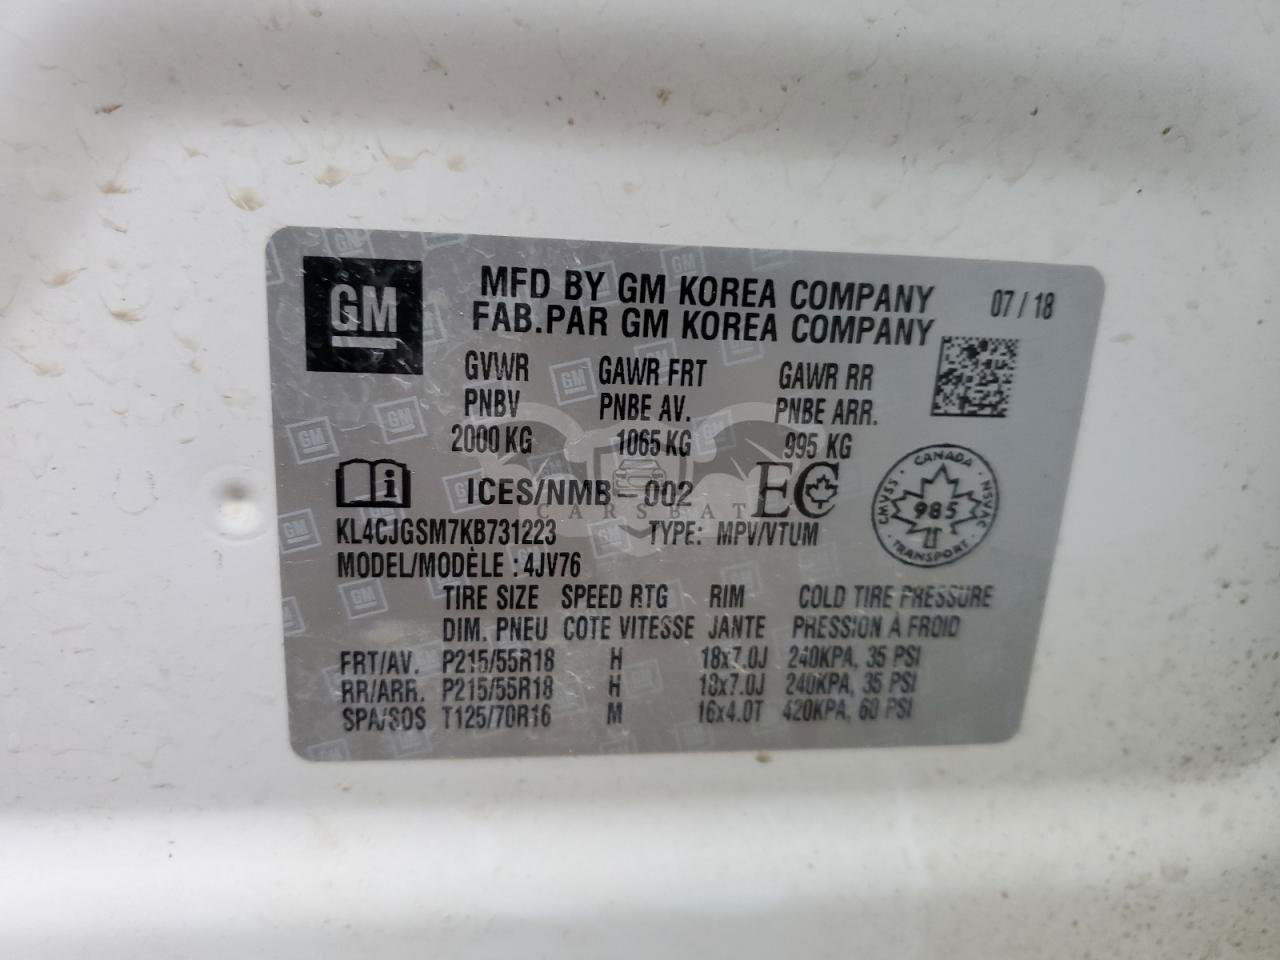 GM
MFD BY GM KOREA COMPANY 07/18
FAB.PAR GM KOREA COMPANY
GVWR GAWR FRT GAWR RR
PNBV PNBE AV. PNBE ARR.
2000 KG 1065 KG 995 KG
ICES/NMB-002 EC
CANADA
CMVSS 985 NSVAC
TRANSPORT
CARSBAT
KL4CJGSM7KB731223 TYPE: MPV/VTUM
MODEL/MODÈLE : 4JV76
TIRE SIZE SPEED RTG RIM COLD TIRE PRESSURE
DIM. PNEU COTE VITESSE JANTE PRESSION À FROID
FRT/AV. P215/55R18 H 18x7.0J 240KPA, 35 PSI
RR/ARR. P215/55R18 H 18x7.0J 240KPA, 35 PSI
SPA/SOS T125/70R16 M 16x4.0T 420KPA, 60 PSI